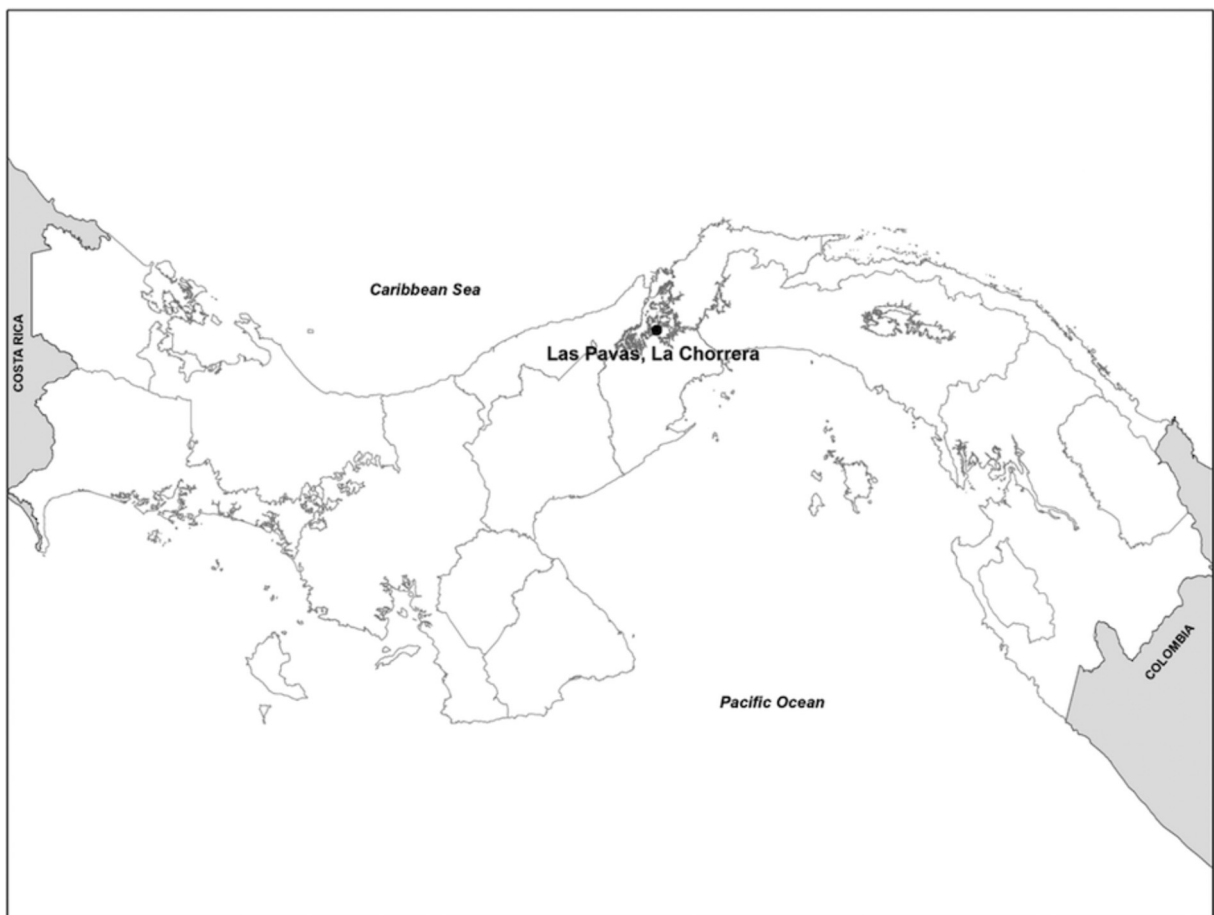 Caribbean Sea
COSTA RICA
Las Pavas, La Chorrera
COLOMBIA
Pacific Ocean